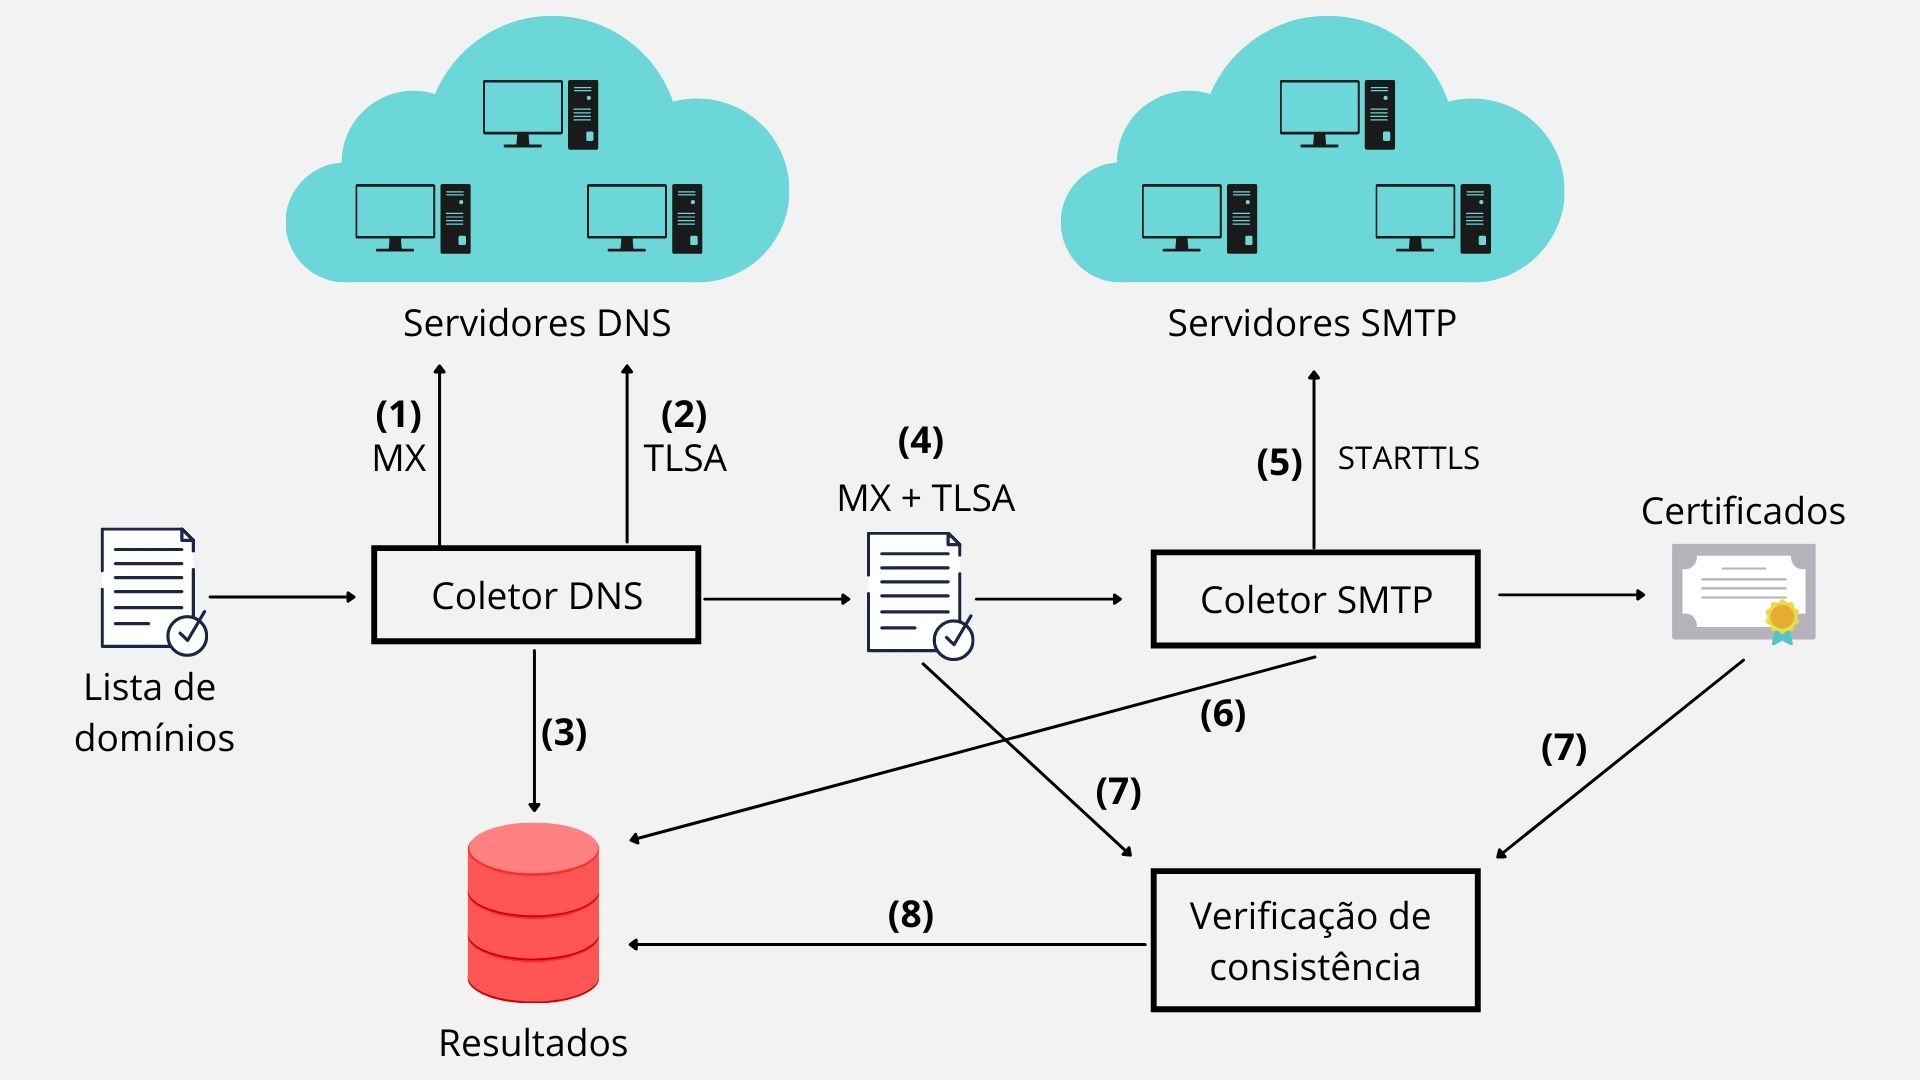 Servidores DNS
Servidores SMTP
(1)
MX
(2)
TLSA
(4)
MX + TLSA
(5)
STARTTLS
Certificados
Coletor DNS
Coletor SMTP
Lista de
domínios
(3)
(6)
(7)
(7)
(8)
Verificação de
consistência
Resultados